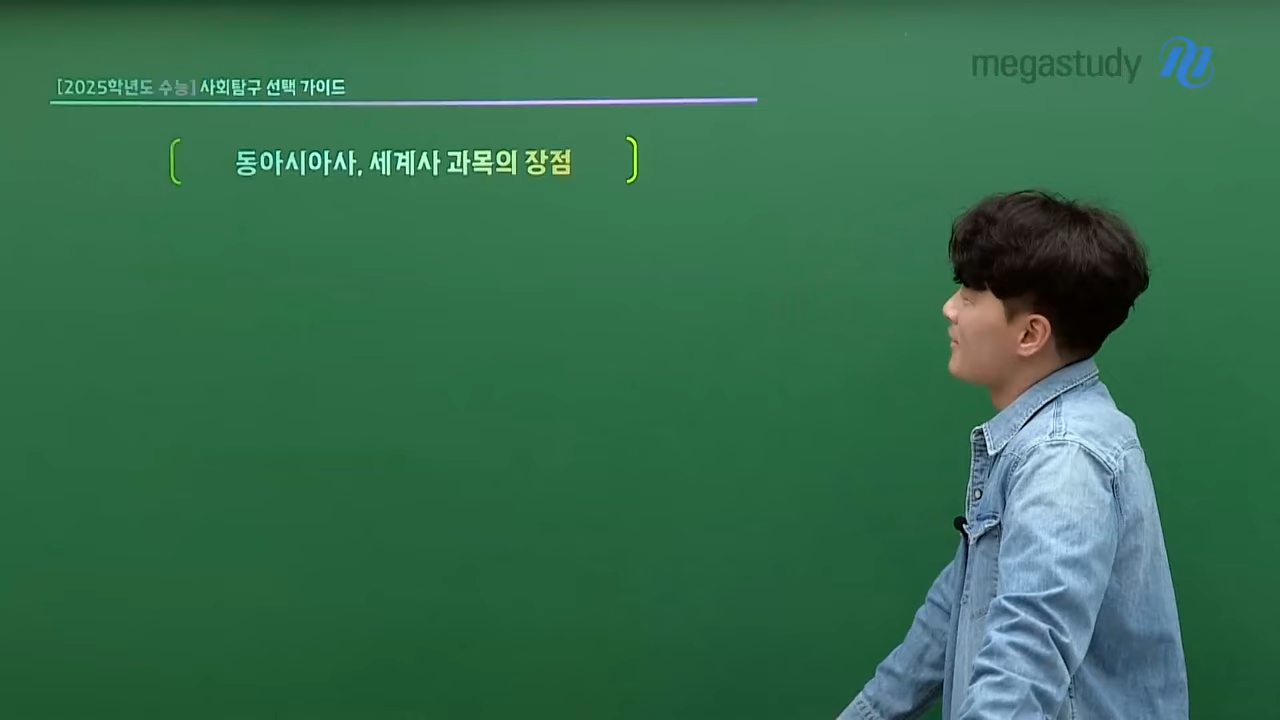 megastudy
[2025학년도 수능] 사회탐구 선택 가이드
동아시아사, 세계사 과목의 장점